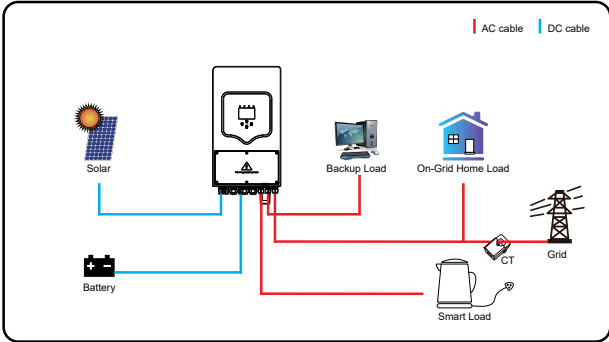 AC cable
DC cable
Solar
Backup Load
On-Grid Home Load
CT
Grid
Battery
Smart Load